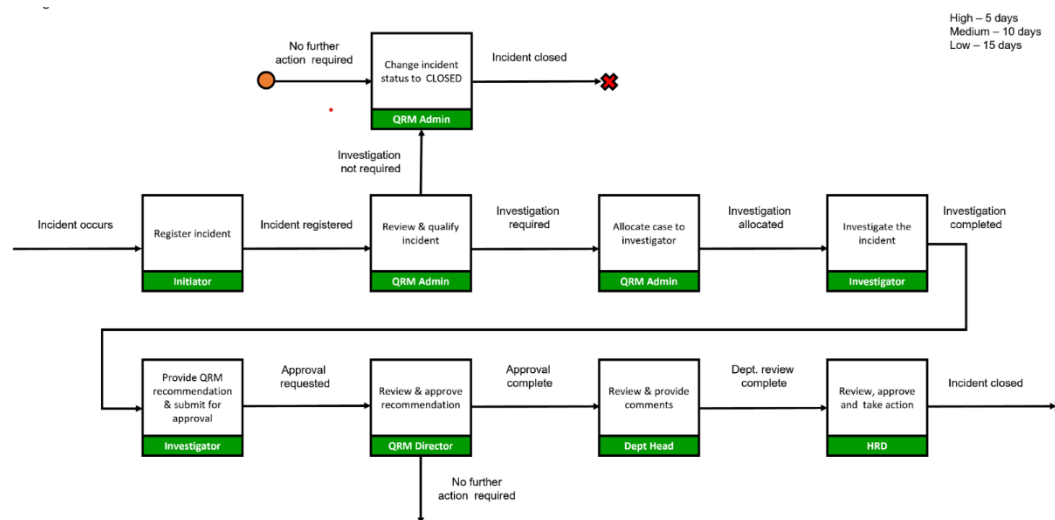 High – 5 days
Medium – 10 days
Low – 15 days
No further
action required
Change incident
status to CLOSED
QRM Admin
Incident closed
Investigation
not required
Incident occurs
Register incident
Initiator
Incident registered
Review & qualify
incident
QRM Admin
Investigation
required
Allocate case to
investigator
QRM Admin
Investigation
allocated
Investigate the
incident
Investigator
Investigation
completed
Provide QRM
recommendation
& submit for
approval
Investigator
Approval
requested
Review & approve
recommendation
QRM Director
Approval
complete
Review & provide
comments
Dept Head
Dept. review
complete
Review, approve
and take action
HRD
Incident closed
No further
action required